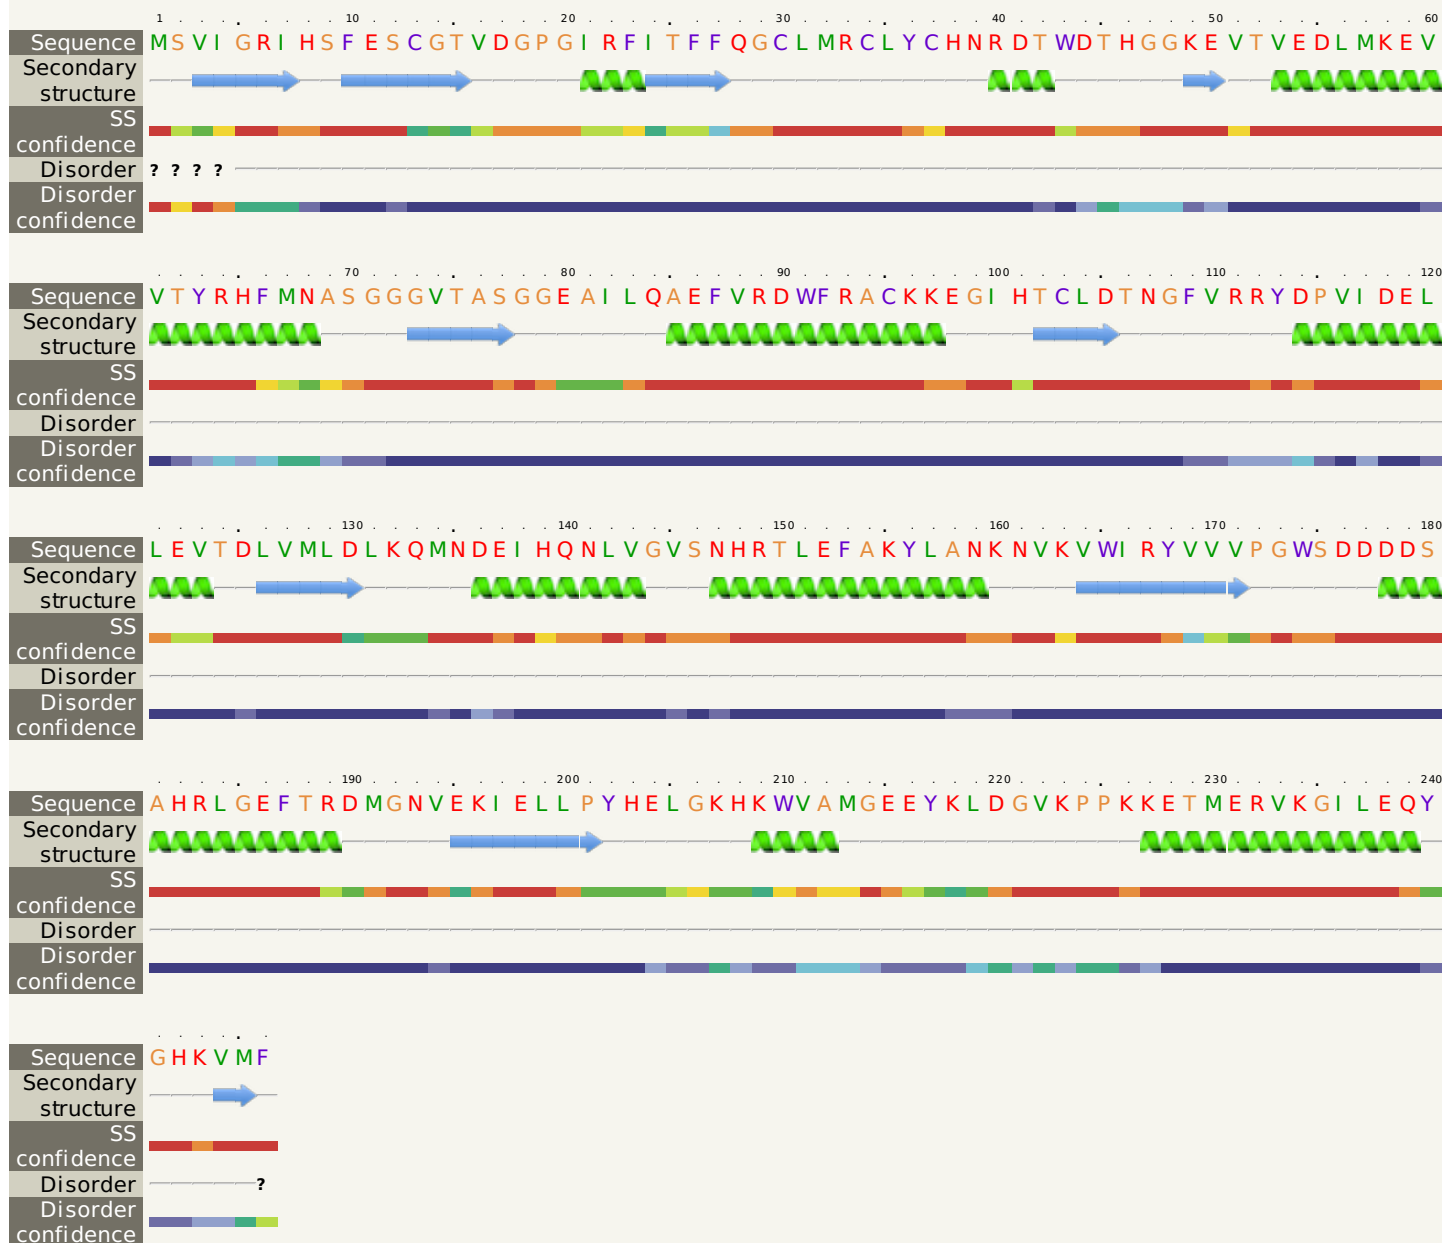 1 10 20 30 40 50 60
Sequence MSVIGRIHSFESCGTVDGPGIRFITFFQGCLMRCLYCHNRDTWDTHGGKEVTVEDLMKEV
Secondary
structure
SS
confidence
Disorder ? ? ? ?
Disorder
confidence
70 80 90 100 110 120
Sequence VTYRHFMNASGGGVTASGGEAILQAEFVRDWFRACKKEGIHTCLDTNGFVRRYDPVIDEL
Secondary
structure
SS
confidence
Disorder
Disorder
confidence
130 140 150 160 170 180
Sequence LEVTDLVMLDLKQMNDEIHQNLVGVSNHRTLEFAKYLANKNVKVWIRYVVVPGWSDDDDS
Secondary
structure
SS
confidence
Disorder
Disorder
confidence
190 200 210 220 230 240
Sequence AHRLGEFTRDMGNVEKIELLPYHELGKHKWVAMGEEYKLDGVKPPKKETMERVKGILEQY
Secondary
structure
SS
confidence
Disorder
Disorder
confidence
Sequence GHKVMF
Secondary
structure
SS
confidence
Disorder ?
Disorder
confidence